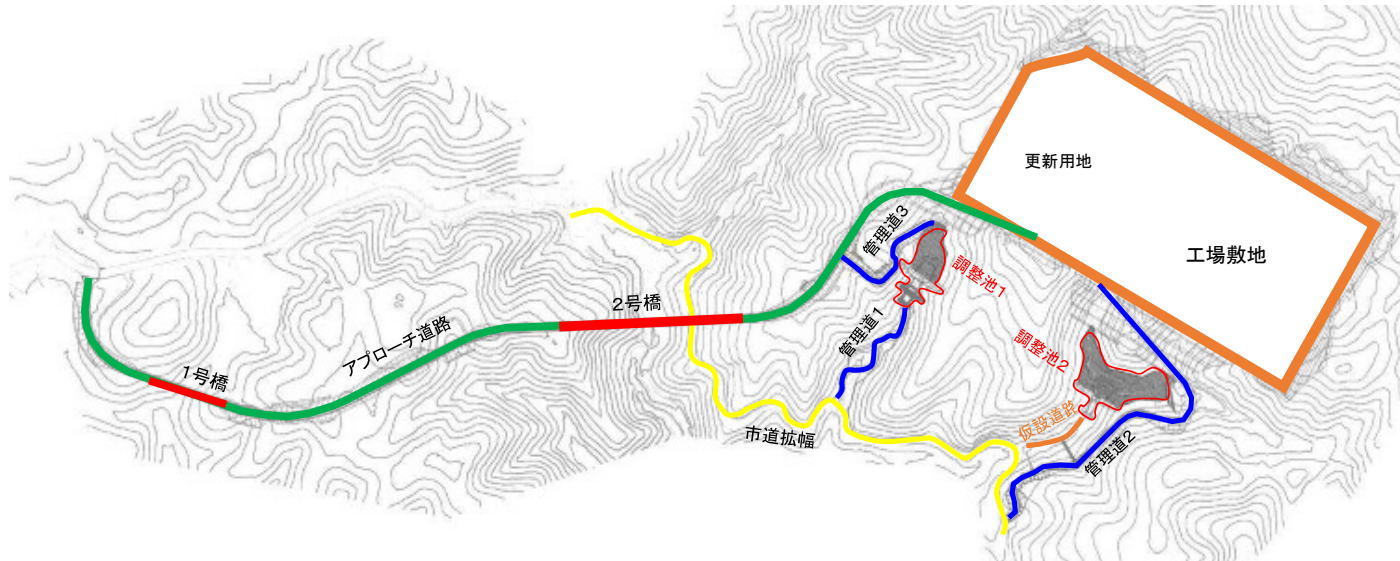 更新用地
工場敷地
管理道3
調整池1
2号橋
管理道1
アプローチ道路
調整池2
1号橋
仮設道路
市道拡幅
管理道2